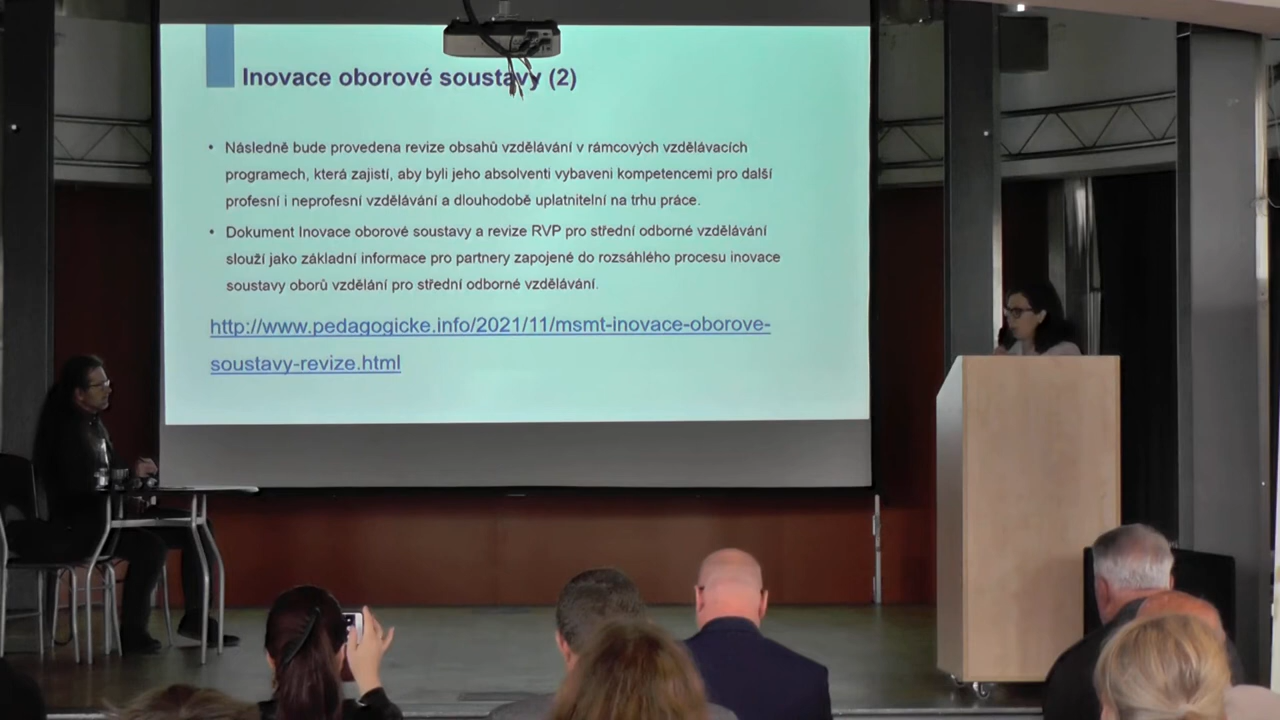 Inovace oborové soustavy (2)
• Následně bude provedena revize obsahů vzdělávání v rámcových vzdělávacích
programech, která zajistí, aby byli jeho absolventi vybaveni kompetencemi pro další
profesní i neprofesní vzdělávání a dlouhodobě uplatnitelní na trhu práce.
• Dokument Inovace oborové soustavy a revize RVP pro střední odborné vzdělávání
slouží jako základní informace pro partnery zapojené do rozsáhlého procesu inovace
soustavy oborů vzdělání pro střední odborné vzdělávání.
http://www.pedagogicke.info/2021/11/msmt-inovace-oborove-
soustavy-revize.html